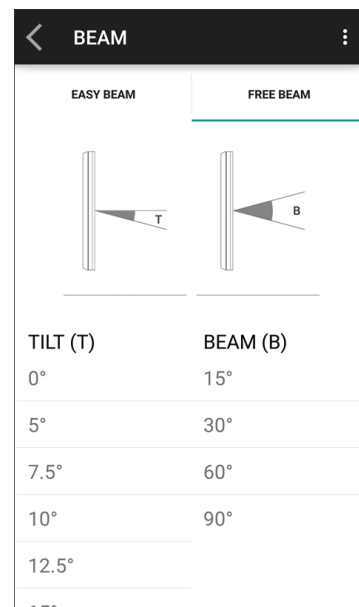 BEAM
EASY BEAM
FREE BEAM
T
B
TILT (T)
BEAM (B)
0°
15°
5°
30°
7.5°
60°
10°
90°
12.5°